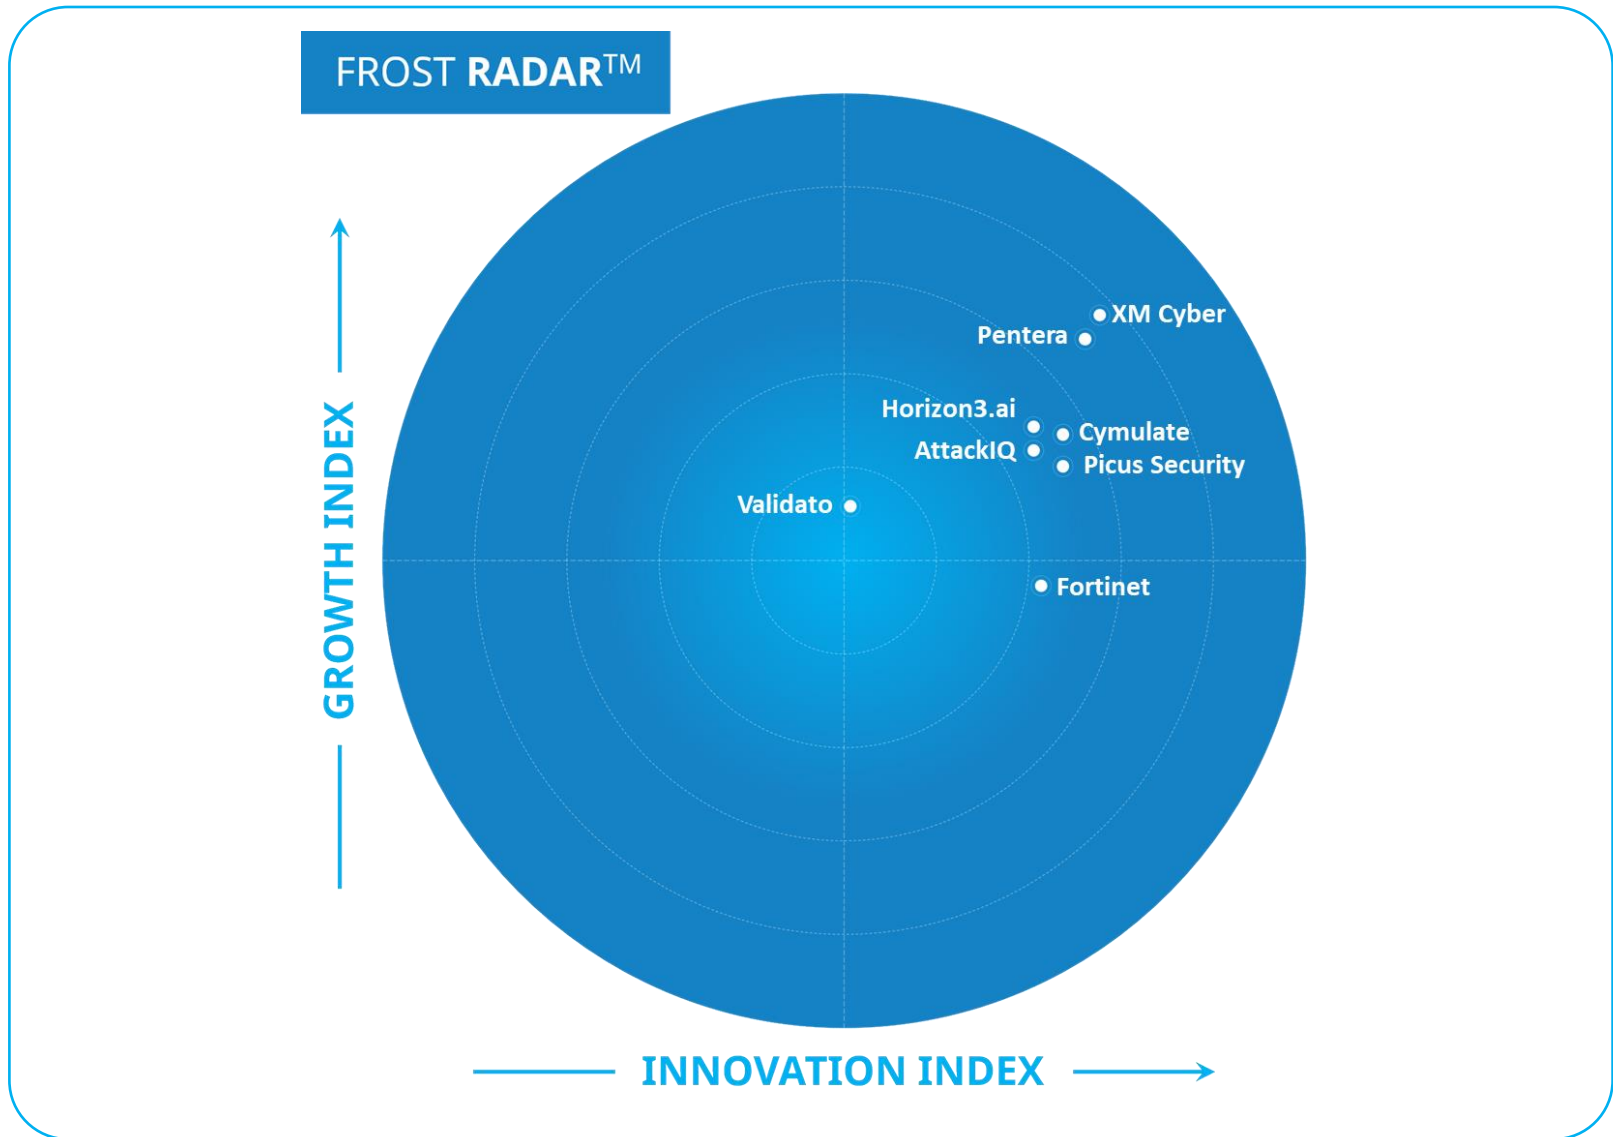 FROST RADAR™
XM Cyber
Pentera
Horizon3.ai
Cymulate
AttackIQ
Picus Security
Validato
Fortinet
GROWTH INDEX
INNOVATION INDEX